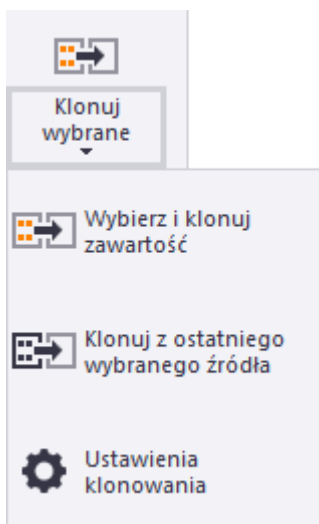 Klonuj
wybrane
Wybierz i klonuj
zawartość
Klonuj z ostatniego
wybranego źródła
Ustawienia
klonowania